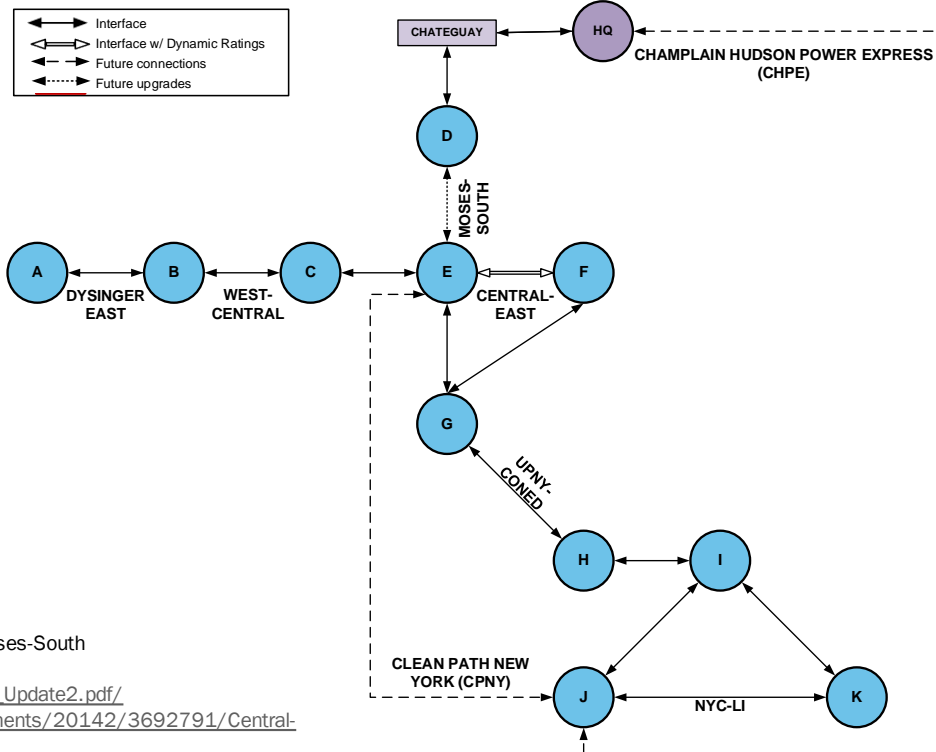 Interface
Interface w/ Dynamic Ratings
Future connections
Future upgrades
CHATEGUAY
HQ
CHAMPLAIN HUDSON POWER EXPRESS
(CHPE)
D
MOSES-
SOUTH
A
B
C
E
F
DYSINGER
EAST
WEST-
CENTRAL
CENTRAL-
EAST
G
UPNY-
CONED
H
I
ses-South
CLEAN PATH NEW
YORK (CPNY)
_Update2.pdf/
ments/20142/3692791/Central-
J
NYC-LI
K